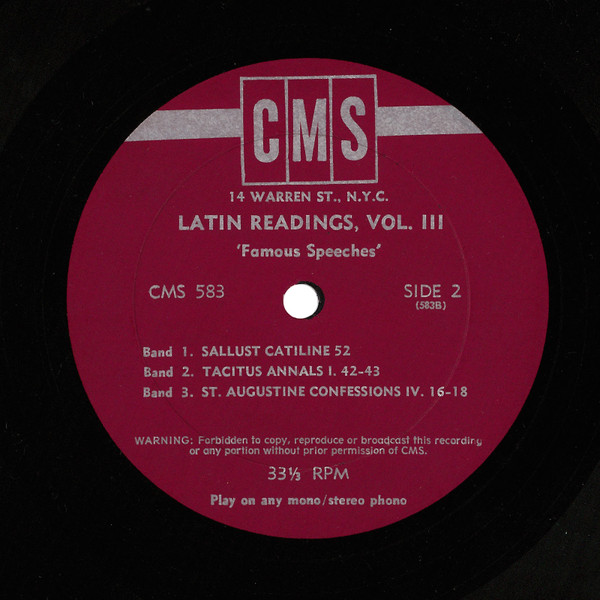 CMS
14 WARREN ST., N.Y.C.
LATIN READINGS, VOL. III
'Famous Speeches'
CMS 583 SIDE 2
(583B)
Band 1. SALLUST CATILINE 52
Band 2. TACITUS ANNALS I. 42-43
Band 3. ST. AUGUSTINE CONFESSIONS IV. 16-18
WARNING: Forbidden to copy, reproduce or broadcast this recording
or any portion without prior permission of CMS.
33⅓ RPM
Play on any mono/stereo phono